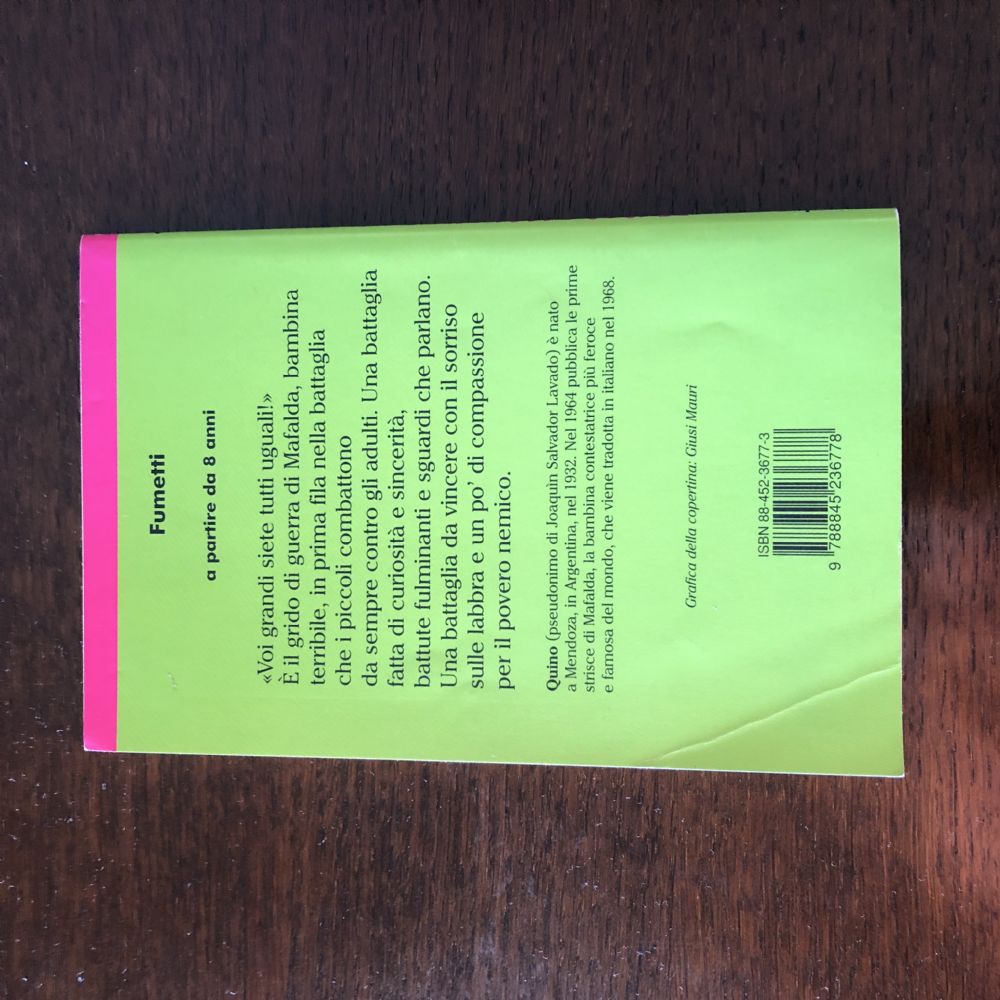 Fumetti
a partire da 8 anni
«Voi grandi siete tutti uguali!»
È il grido di guerra di Mafalda, bambina
terribile, in prima fila nella battaglia
che i piccoli combattono
da sempre contro gli adulti. Una battaglia
fatta di curiosità e sincerità,
battute fulminanti e sguardi che parlano.
Una battaglia da vincere con il sorriso
sulle labbra e un po' di compassione
per il povero nemico.
Quino (pseudonimo di Joaquìn Salvador Lavado) è nato
a Mendoza, in Argentina, nel 1932. Nel 1964 pubblica le prime
strisce di Mafalda, la bambina contestatrice più feroce
e famosa del mondo, che viene tradotta in italiano nel 1968.
Grafica della copertina: Giusi Mauri
ISBN 88-452-3677-3
9 788845 236778